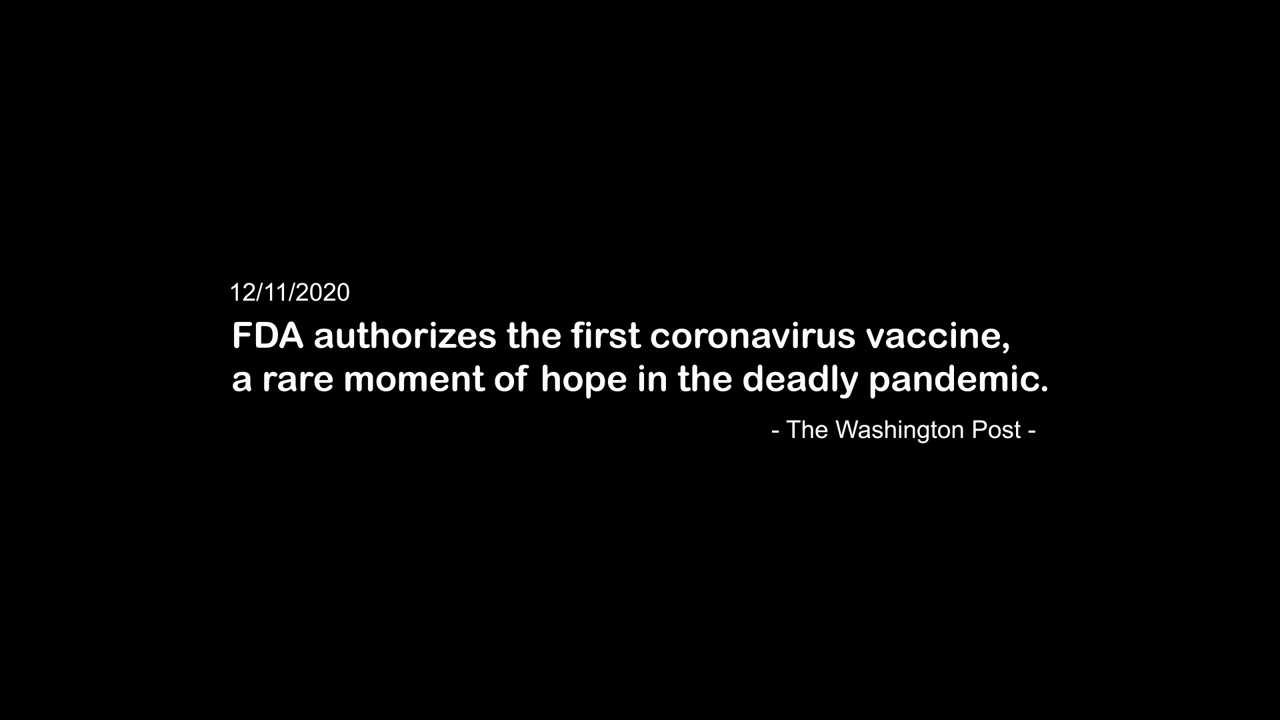 12/11/2020
FDA authorizes the first coronavirus vaccine,
a rare moment of hope in the deadly pandemic.
- The Washington Post -